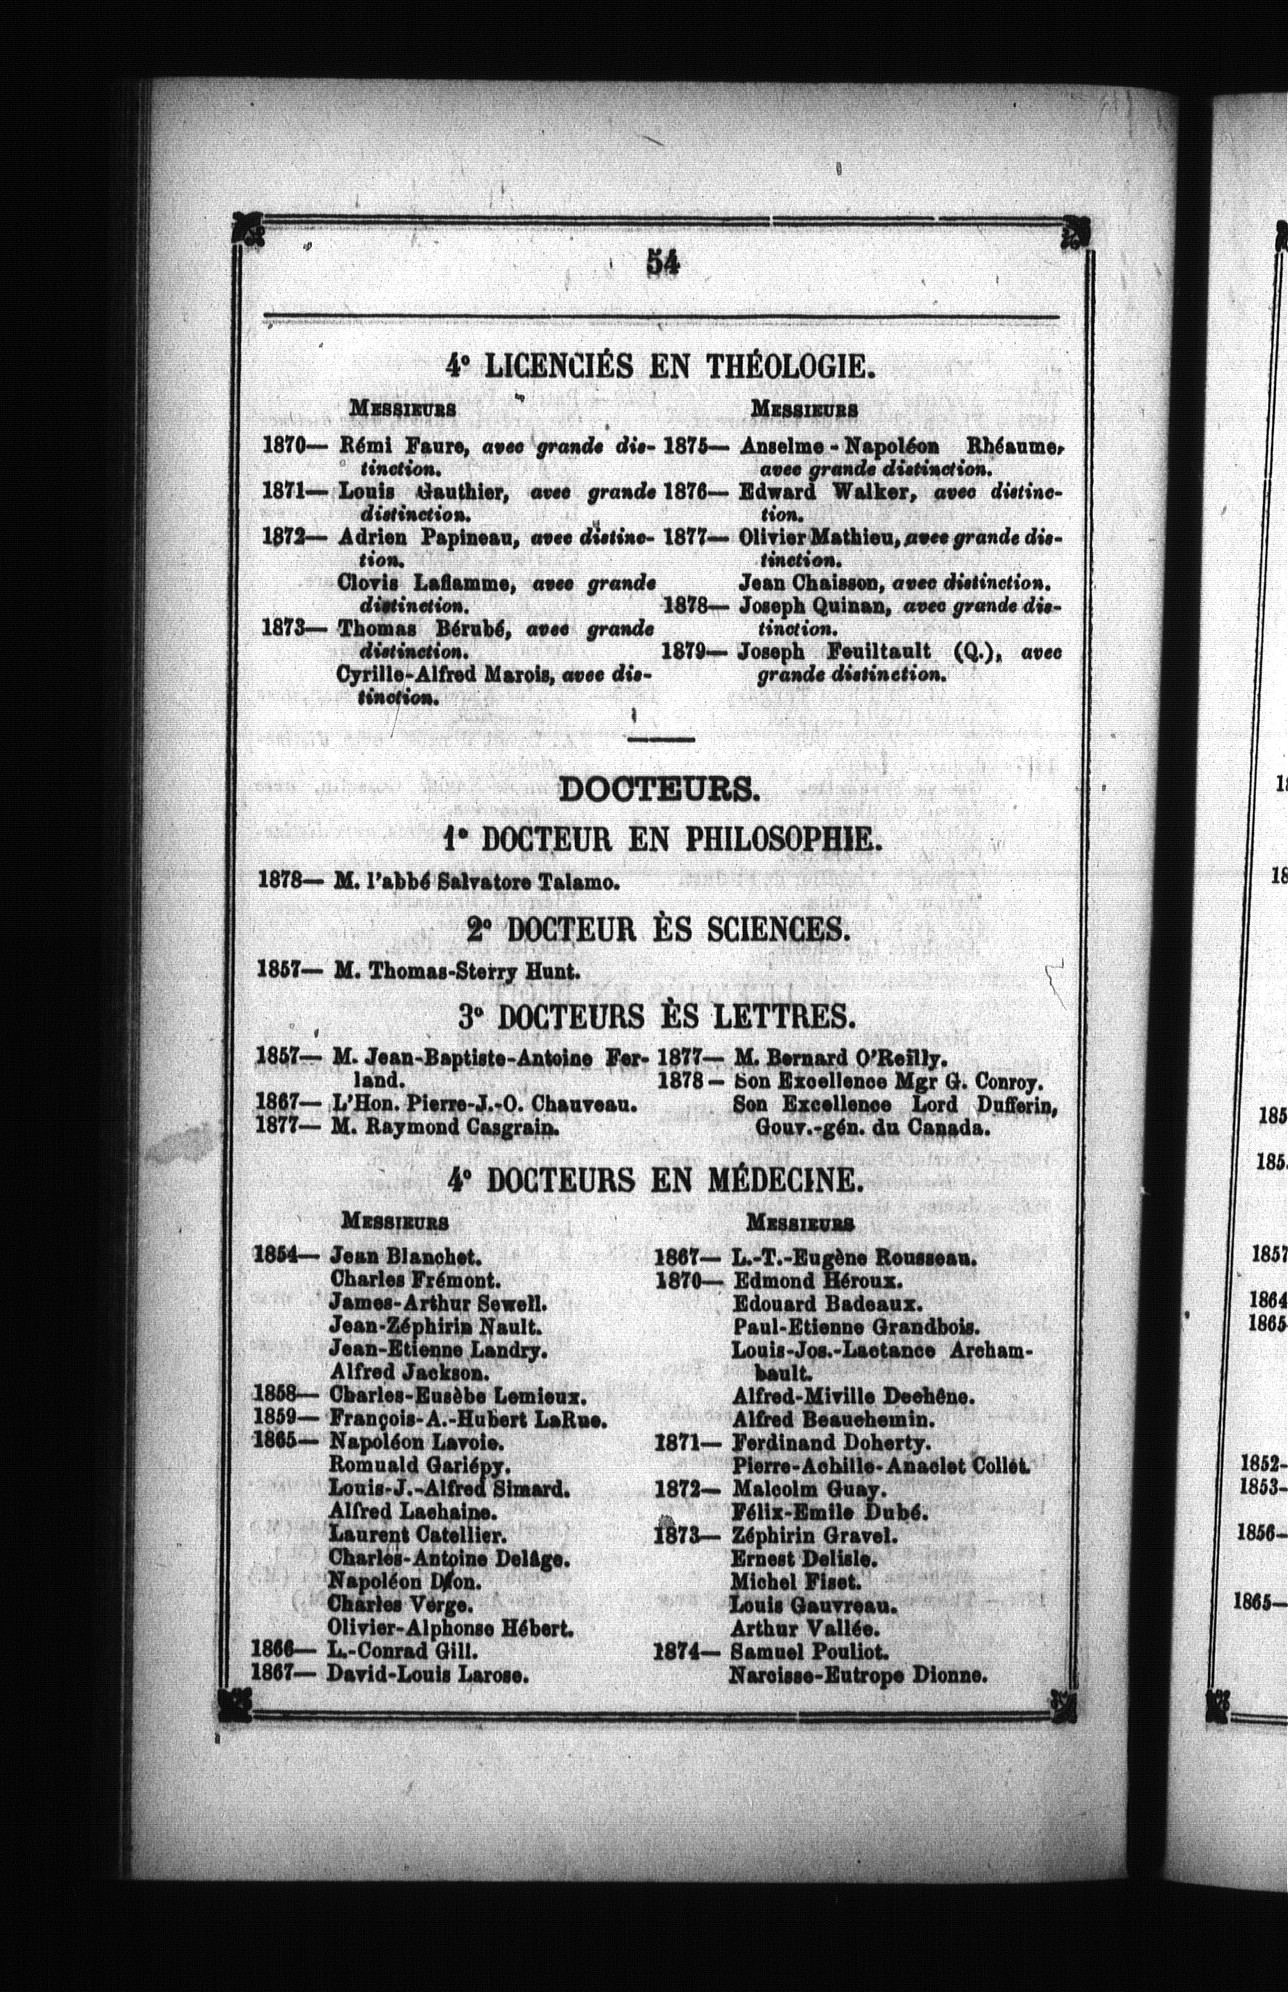 54
4° LICENCIÉS EN THÉOLOGIE.
MESSIEURS
1870— Rémi Faure, avec grande dis-
tinction.
1871— Louis Gauthier, avec grande
distinction.
1872— Adrien Papineau, avec distinc-
tion.
Clovis Laflamme, avec grande
distinction.
1873— Thomas Bérubé, avec grande
distinction.
Cyrille-Alfred Marois, avec dis-
tinction.
MESSIEURS
1875— Anselme-Napoléon Rhéaume,
avec grande distinction.
1876— Edward Walker, avec distinc-
tion.
1877— Olivier Mathieu, avec grande dis-
tinction.
Jean Chaisson, avec distinction.
1878— Joseph Quinan, avec grande dis-
tinction.
1879— Joseph Feuiltault (Q.), avec
grande distinction.
DOCTEURS.
1° DOCTEUR EN PHILOSOPHIE.
1878— M. l'abbé Salvatore Talamo.
2° DOCTEUR ÈS SCIENCES.
1857— M. Thomas-Sterry Hunt.
3° DOCTEURS ÈS LETTRES.
1857— M. Jean-Baptiste-Antoine Fer-
land.
1867— L'Hon. Pierre-J.-O. Chauveau.
1877— M. Raymond Casgrain.
1877— M. Bernard O'Reilly.
1878— Son Excellence Mgr G. Conroy.
Son Excellence Lord Dufferin,
Gouv.-gén. du Canada.
4° DOCTEURS EN MÉDECINE.
MESSIEURS
1854— Jean Blanchet.
Charles Frémont.
James-Arthur Sewell.
Jean-Zéphirin Nault.
Jean-Etienne Landry.
Alfred Jackson.
1858— Charles-Eusèbe Lemieux.
1859— François-A.-Hubert LaRue.
1865— Napoléon Lavoie.
Romuald Gariépy.
Louis-J.-Alfred Simard.
Alfred Lachaine.
Laurent Catellier.
Charles-Antoine Delâge.
Napoléon Dion.
Charles Verge.
Olivier-Alphonse Hébert.
1866— L.-Conrad Gill.
1867— David-Louis Larose.
MESSIEURS
1867— L.-T.-Eugène Rousseau.
1870— Edmond Héroux.
Edouard Badeaux.
Paul-Etienne Grandbois.
Louis-Jos.-Lactance Archam-
bault.
Alfred-Miville Dechêne.
Alfred Beauchemin.
1871— Ferdinand Doherty.
Pierre-Achille-Anaclet Collet.
1872— Malcolm Guay.
Félix-Emile Dubé.
1873— Zéphirin Gravel.
Ernest Delisle.
Michel Fiset.
Louis Gauvreau.
Arthur Vallée.
1874— Samuel Pouliot.
Narcisse-Eutrope Dionne.
1857
1864
1865
1852-
1853-
1856-
1865—